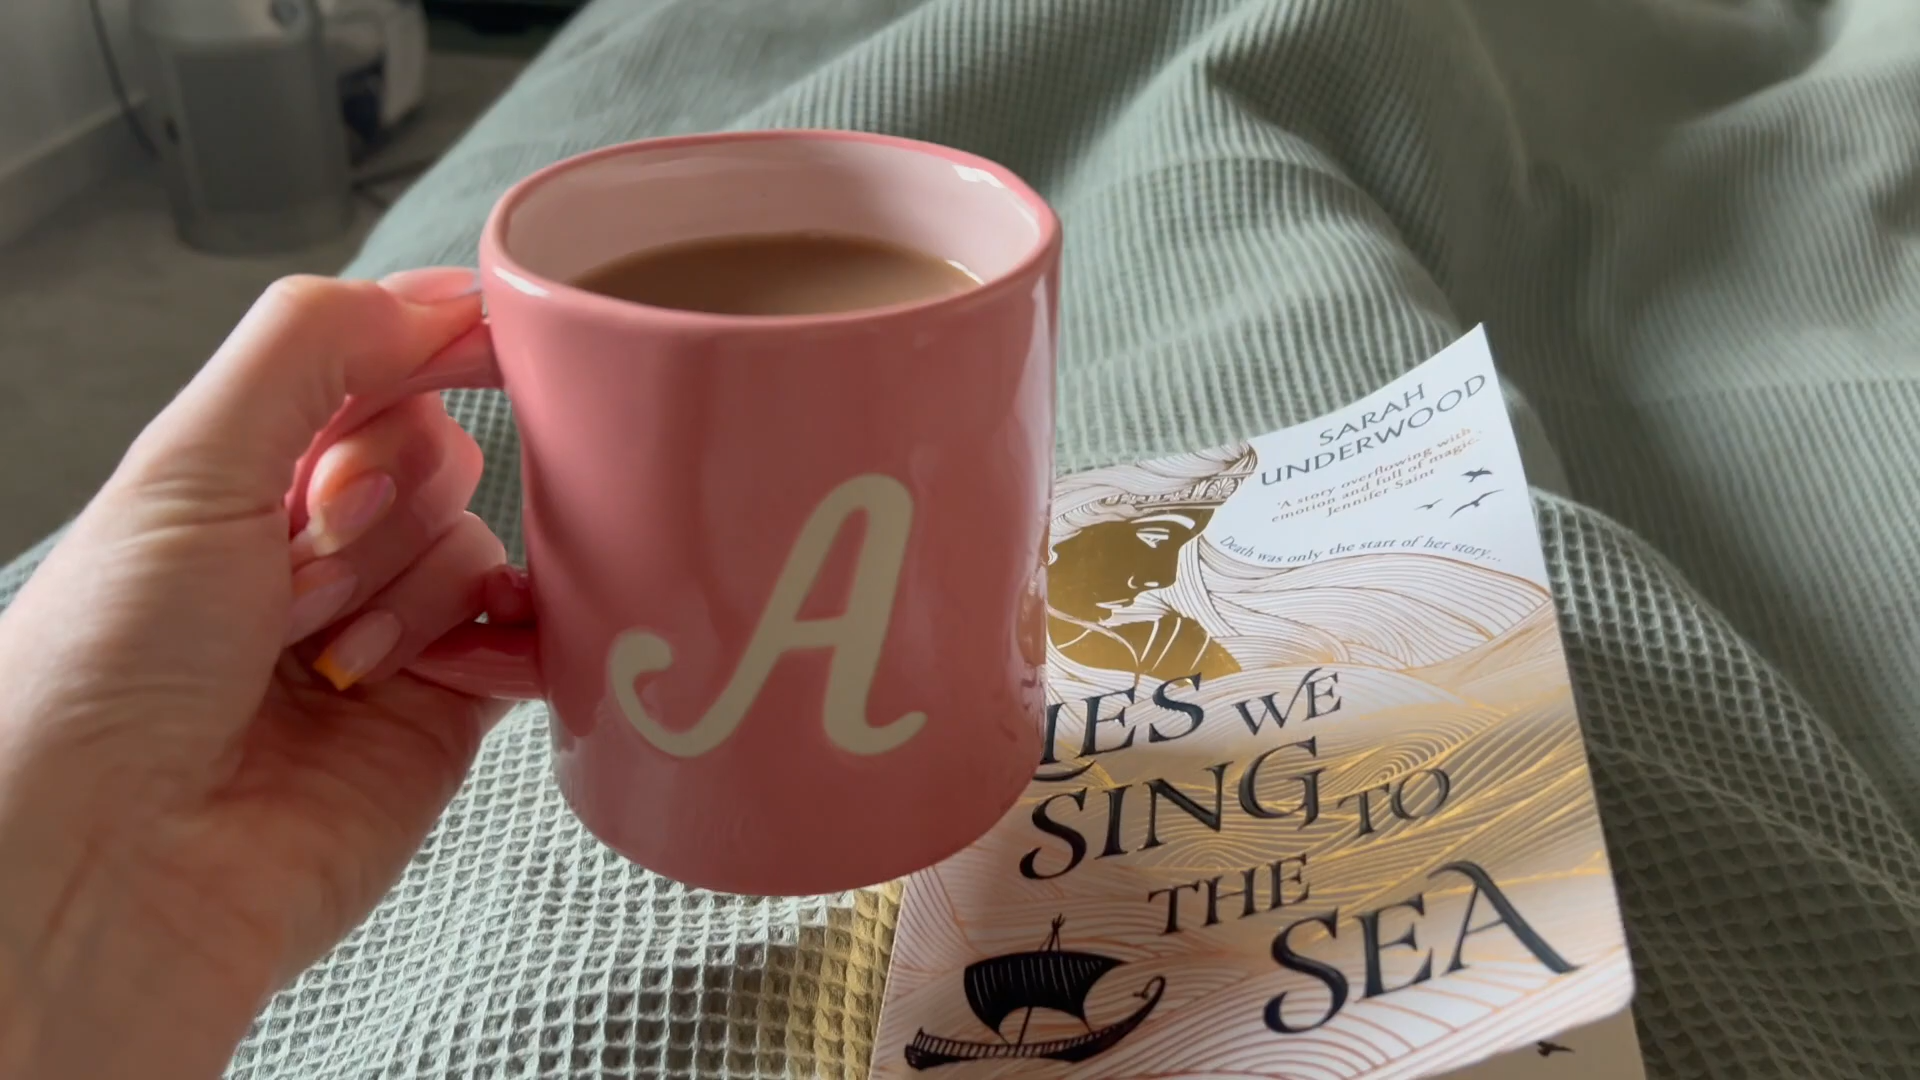 A
SARAH
UNDERWOOD
'A story overflowing with
emotion and full of magic.'
Jennifer Saint
Death was only the start of her story...
LIES WE
SING TO
THE
SEA